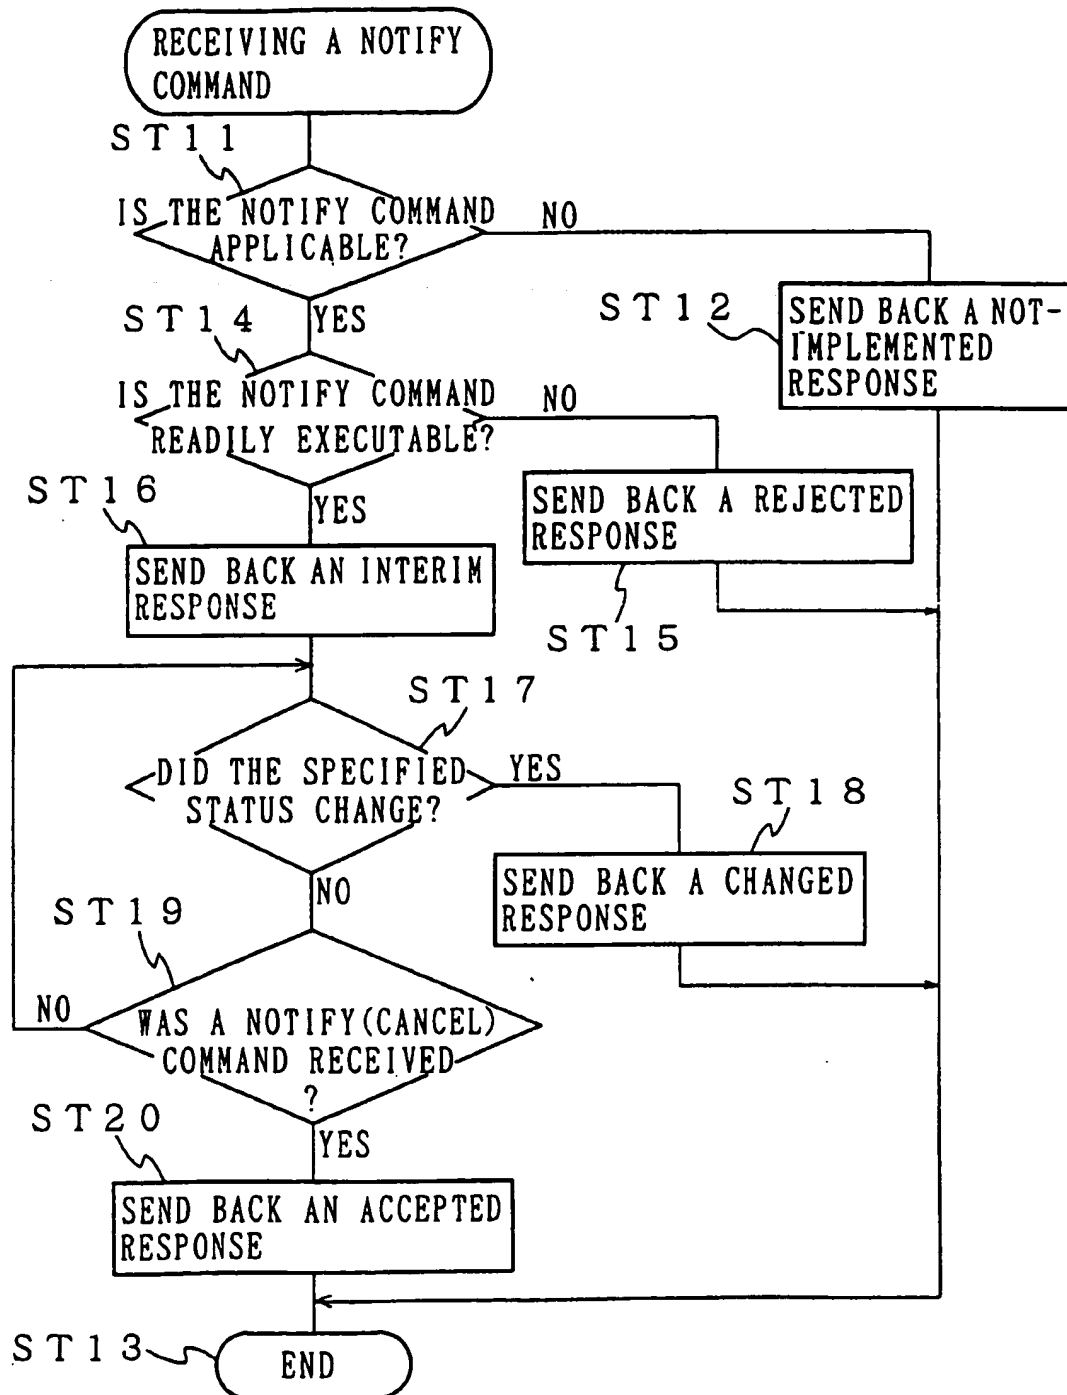 RECEIVING A NOTIFY
COMMAND
ST11
IS THE NOTIFY COMMAND
APPLICABLE?
NO
YES
ST12
SEND BACK A NOT-
IMPLEMENTED
RESPONSE
ST14
IS THE NOTIFY COMMAND
READILY EXECUTABLE?
NO
YES
SEND BACK A REJECTED
RESPONSE
ST15
ST16
SEND BACK AN INTERIM
RESPONSE
ST17
DID THE SPECIFIED
STATUS CHANGE?
YES
NO
ST18
SEND BACK A CHANGED
RESPONSE
ST19
WAS A NOTIFY(CANCEL)
COMMAND RECEIVED
?
NO
YES
ST20
SEND BACK AN ACCEPTED
RESPONSE
ST13
END